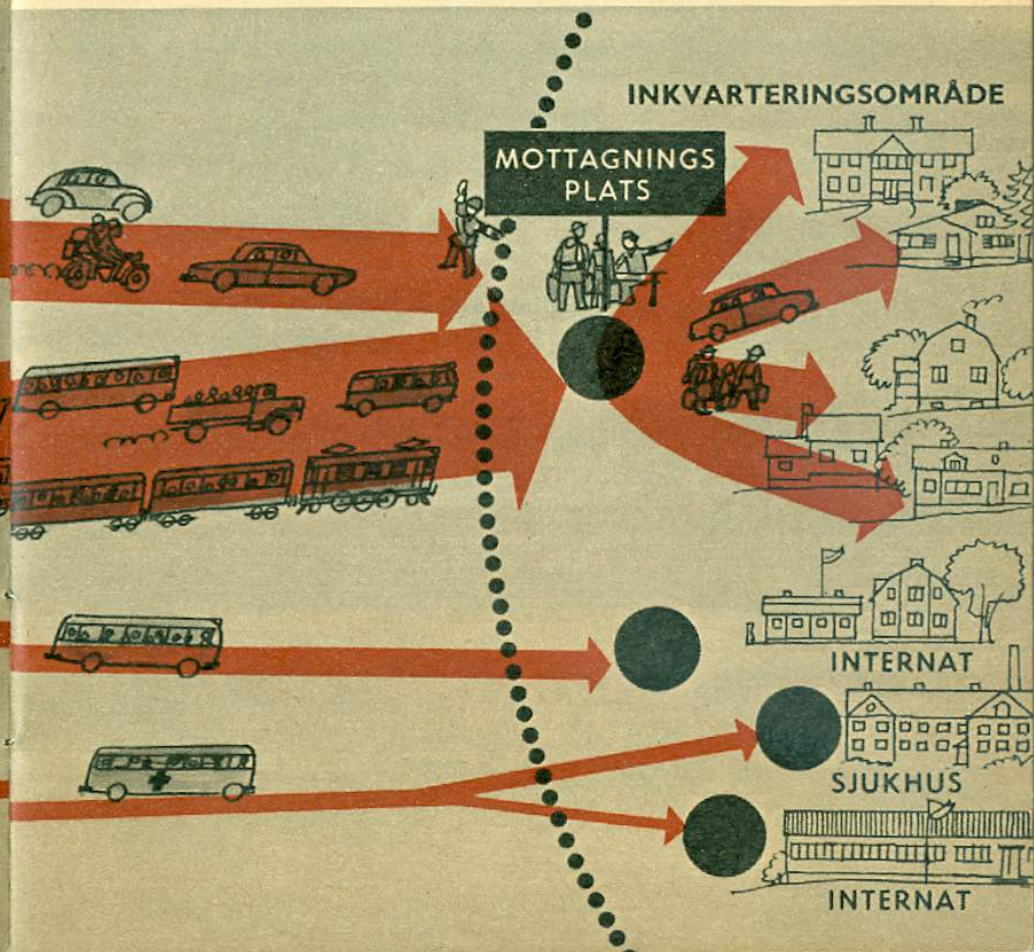 INKVARTERINGSOMRÅDE
MOTTAGNINGS
PLATS
INTERNAT
SJUKHUS
INTERNAT